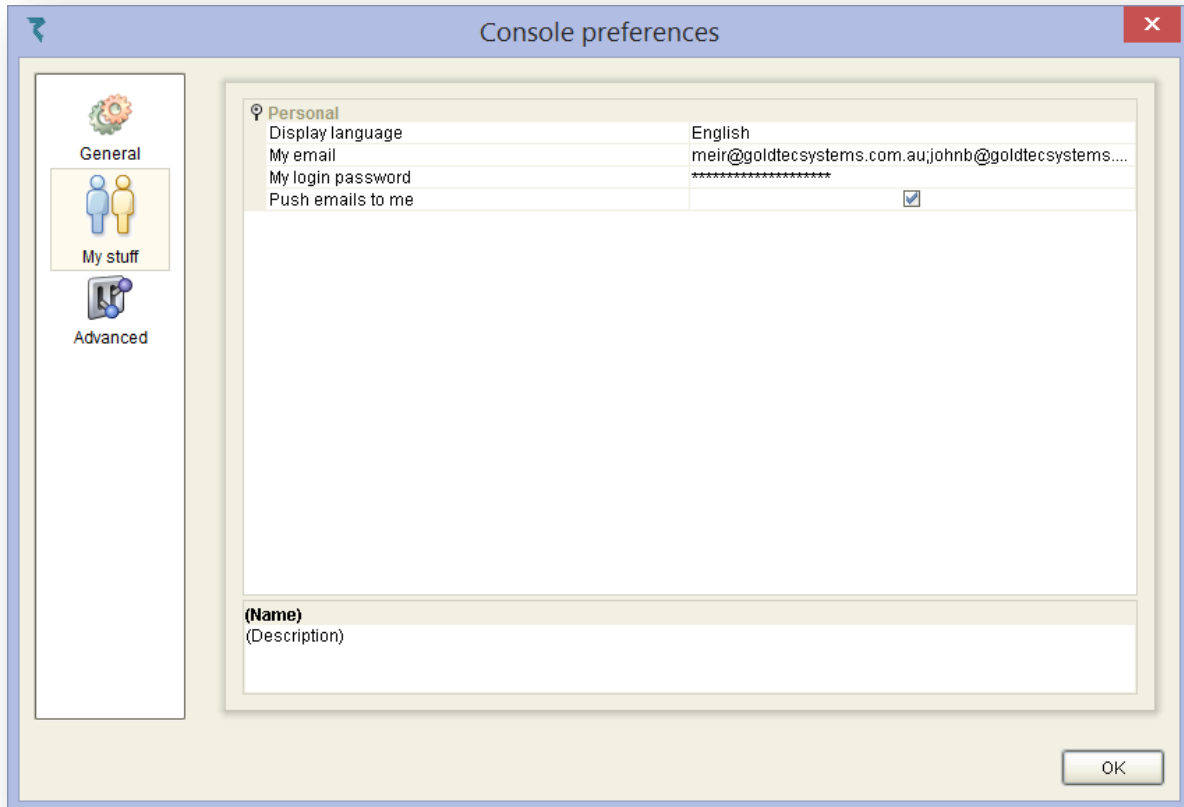 Console preferences
General
My stuff
Advanced
Personal
Display language English
My email meir@goldtecsystems.com.au;johnb@goldtecsystems....
My login password ********************
Push emails to me
(Name)
(Description)
OK